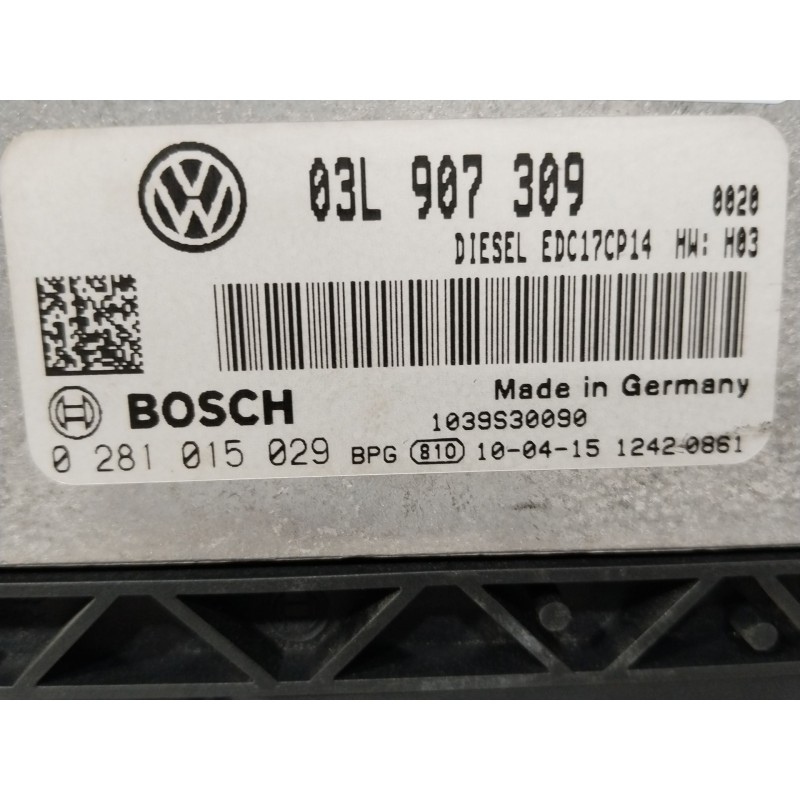 03L 907 309 0020
DIESEL EDC17CP14 HW: H03
Made in Germany
BOSCH 1039S30090
0 281 015 029 BPG 810 10-04-15 1242 0861